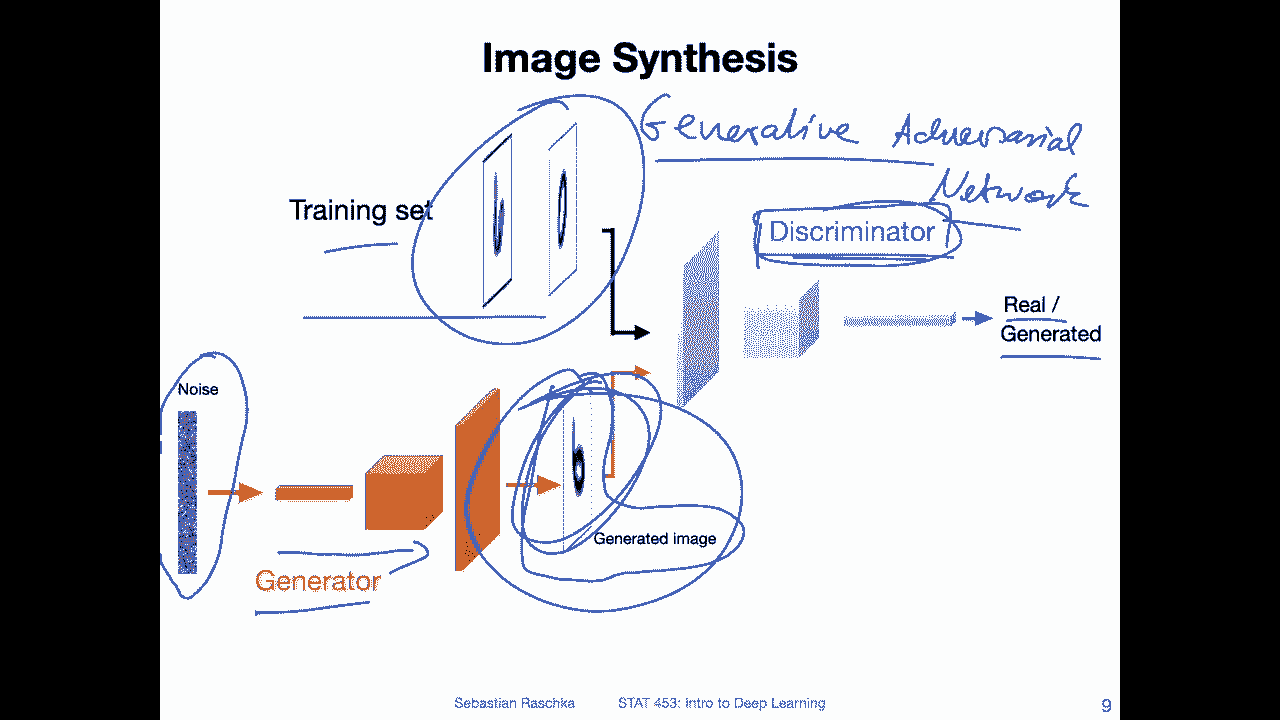 Image Synthesis
Generative Adversarial
Network
Training set
Discriminator
Real /
Generated
Noise
Generated image
Generator
Sebastian Raschka STAT 453: Intro to Deep Learning 9